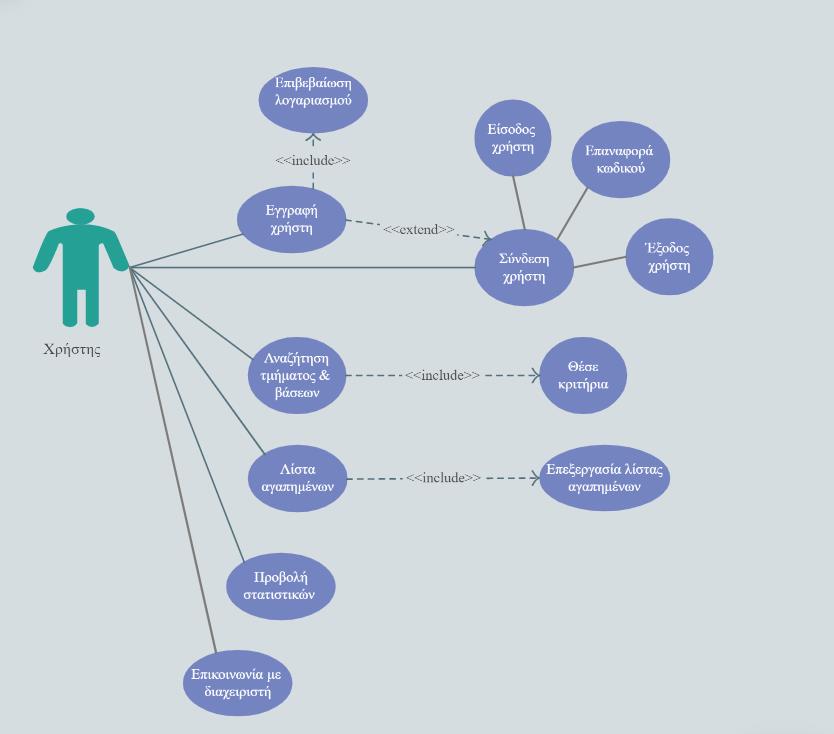 Επιβεβαίωση
λογαριασμού
<<include>>
Είσοδος
χρήστη
Επαναφορά
κωδικού
Εγγραφή
χρήστη
<<extend>>
Σύνδεση
χρήστη
Έξοδος
χρήστη
Χρήστης
Αναζήτηση
τμήματος &
βάσεων
<<include>>
Θέσε
κριτήρια
Λίστα
αγαπημένων
<<include>>
Επεξεργασία λίστας
αγαπημένων
Προβολή
στατιστικών
Επικοινωνία με
διαχειριστή